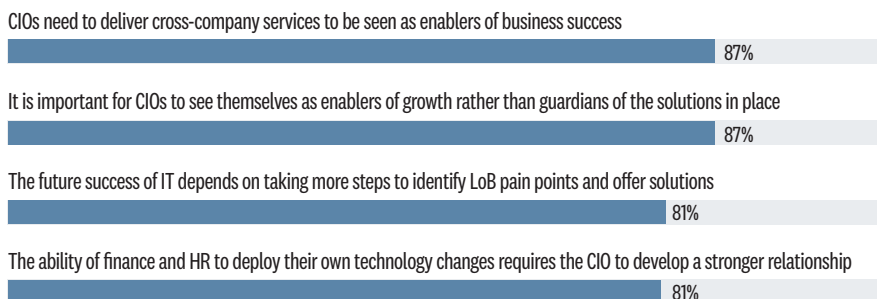 CIOs need to deliver cross-company services to be seen as enablers of business success
87%
It is important for CIOs to see themselves as enablers of growth rather than guardians of the solutions in place
87%
The future success of IT depends on taking more steps to identify LoB pain points and offer solutions
81%
The ability of finance and HR to deploy their own technology changes requires the CIO to develop a stronger relationship
81%